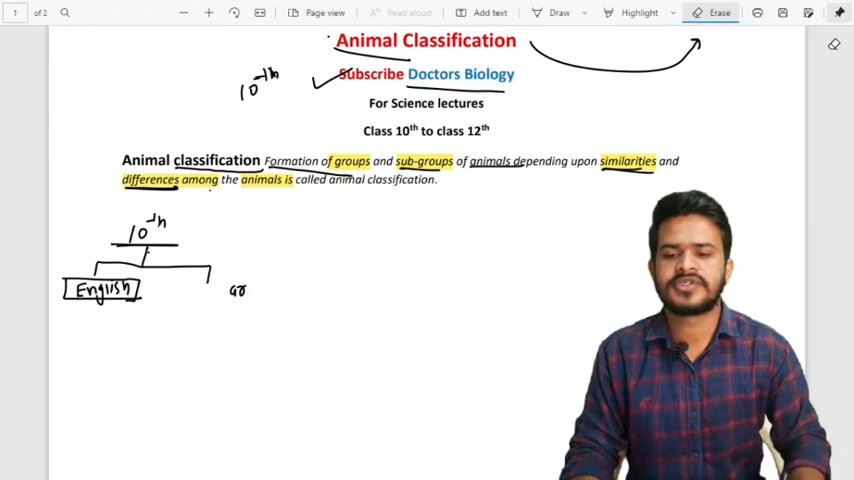 1 of 2 Page view Read aloud Add text Draw Highlight Erase
Animal Classification
10th
Subscribe Doctors Biology
For Science lectures
Class 10th to class 12th
Animal classification Formation of groups and sub-groups of animals depending upon similarities and
differences among the animals is called animal classification.
10th
English